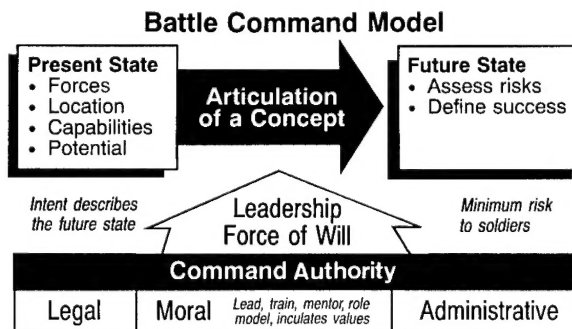 Battle Command Model
Present State
• Forces
• Location
• Capabilities
• Potential
Articulation
of a Concept
Future State
• Assess risks
• Define success
Intent describes
the future state
Leadership
Force of Will
Minimum risk
to soldiers
Command Authority
Legal
Moral
Lead, train, mentor, role
model, inculates values
Administrative